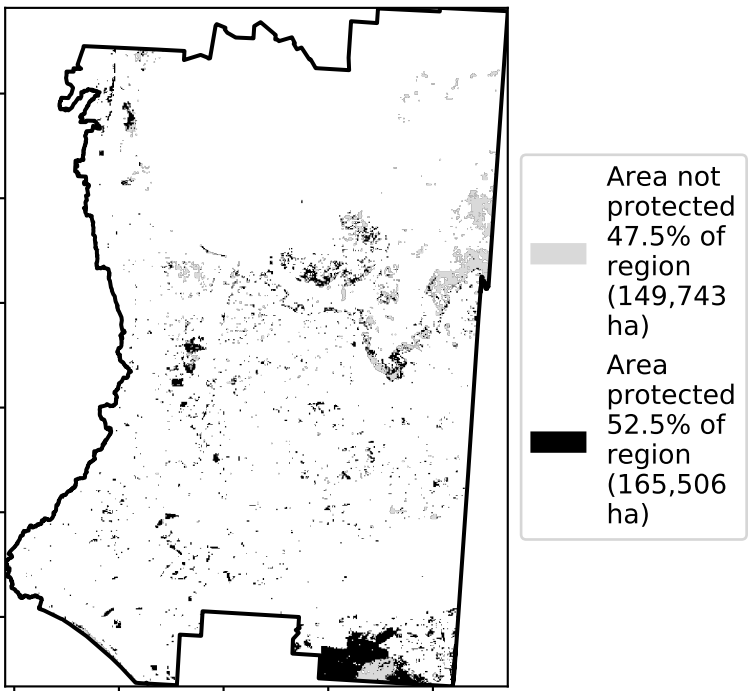 Area not
protected
47.5% of
region
(149,743
ha)
Area
protected
52.5% of
region
(165,506
ha)